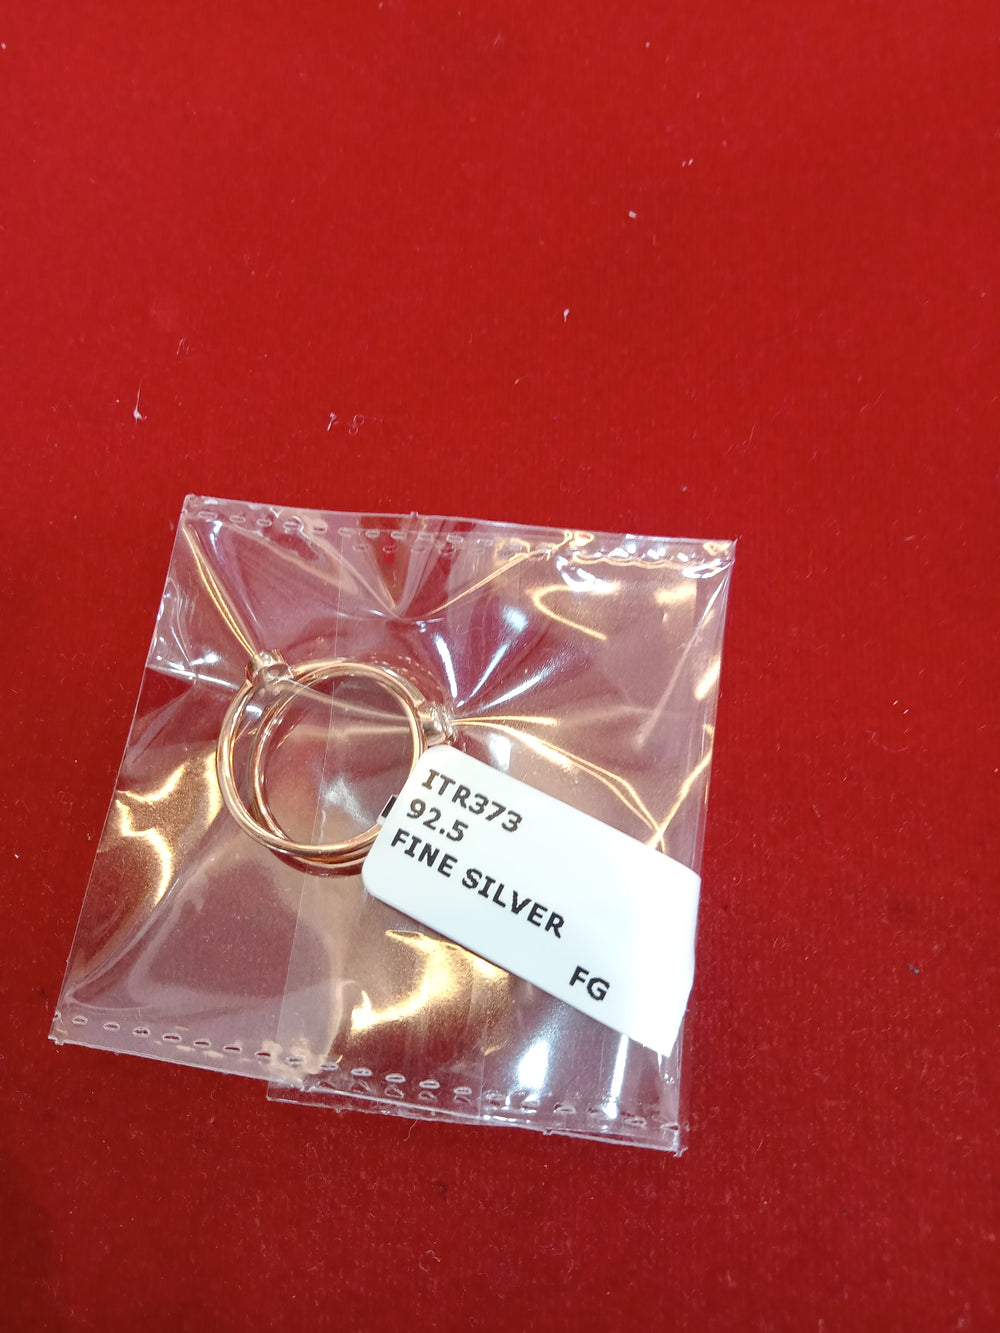 ITR373
92.5
FINE SILVER
FG